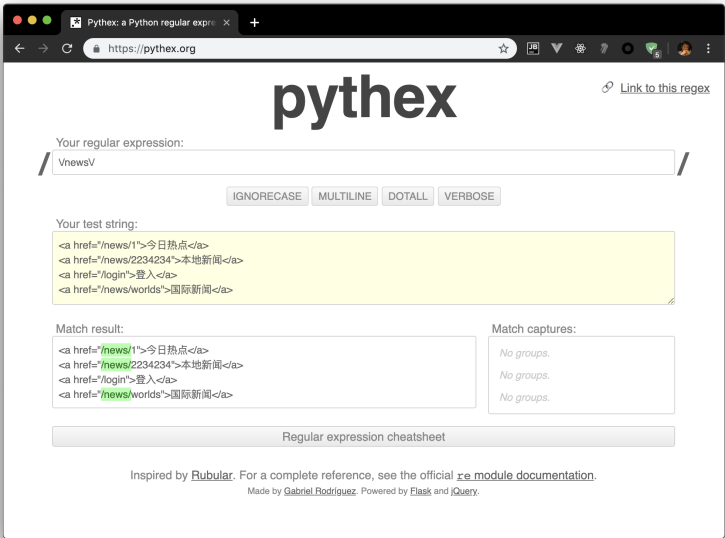 Pythex: a Python regular expre
https://pythex.org
JB
5
pythex
Link to this regex
Your regular expression:
/ \/news\/ /
IGNORECASE MULTILINE DOTALL VERBOSE
Your test string:
<a href="/news/1">今日热点</a>
<a href="/news/2234234">本地新闻</a>
<a href="/login">登入</a>
<a href="/news/worlds">国际新闻</a>
Match result:
Match captures:
<a href="/news/1">今日热点</a>
<a href="/news/2234234">本地新闻</a>
<a href="/login">登入</a>
<a href="/news/worlds">国际新闻</a>
No groups.
No groups.
No groups.
Regular expression cheatsheet
Inspired by Rubular. For a complete reference, see the official re module documentation.
Made by Gabriel Rodríguez. Powered by Flask and jQuery.